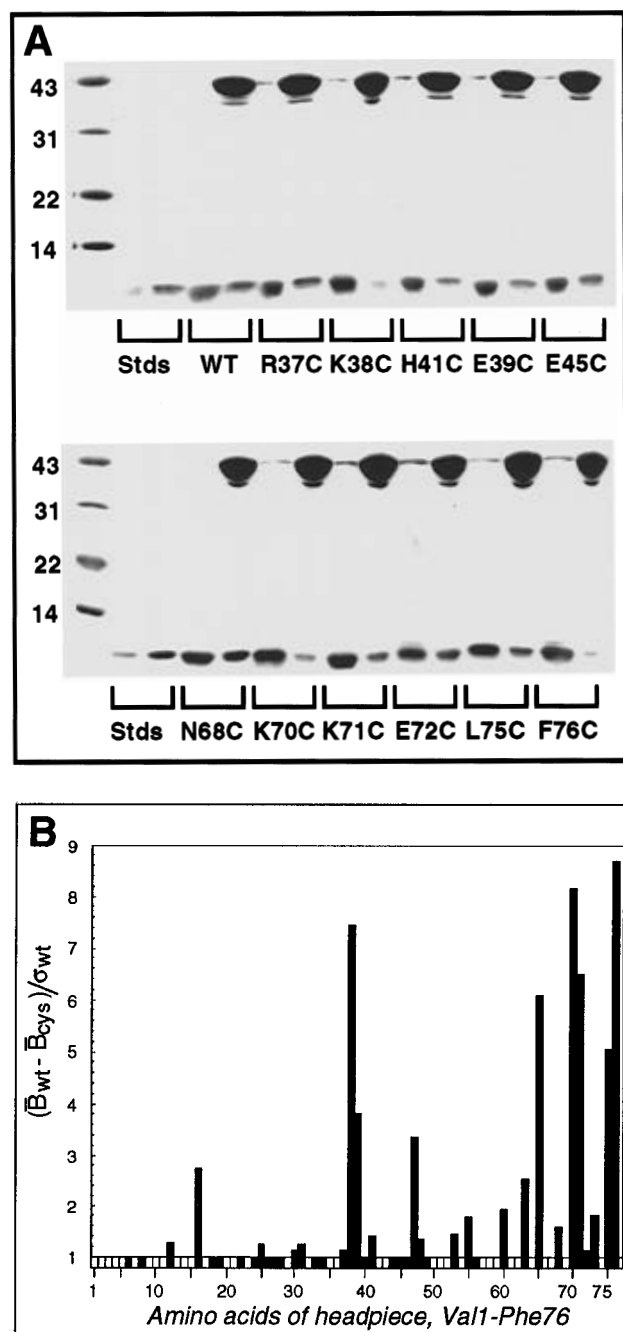 A
43
31
22
14
Stds WT R37C K38C H41C E39C E45C
43
31
22
14
Stds N68C K70C K71C E72C L75C F76C
B
9
8
7
6
5
4
3
2
1
(B̅wt - B̅cys)/σwt
1 10 20 30 40 50 60 70 75
Amino acids of headpiece, Val1-Phe76